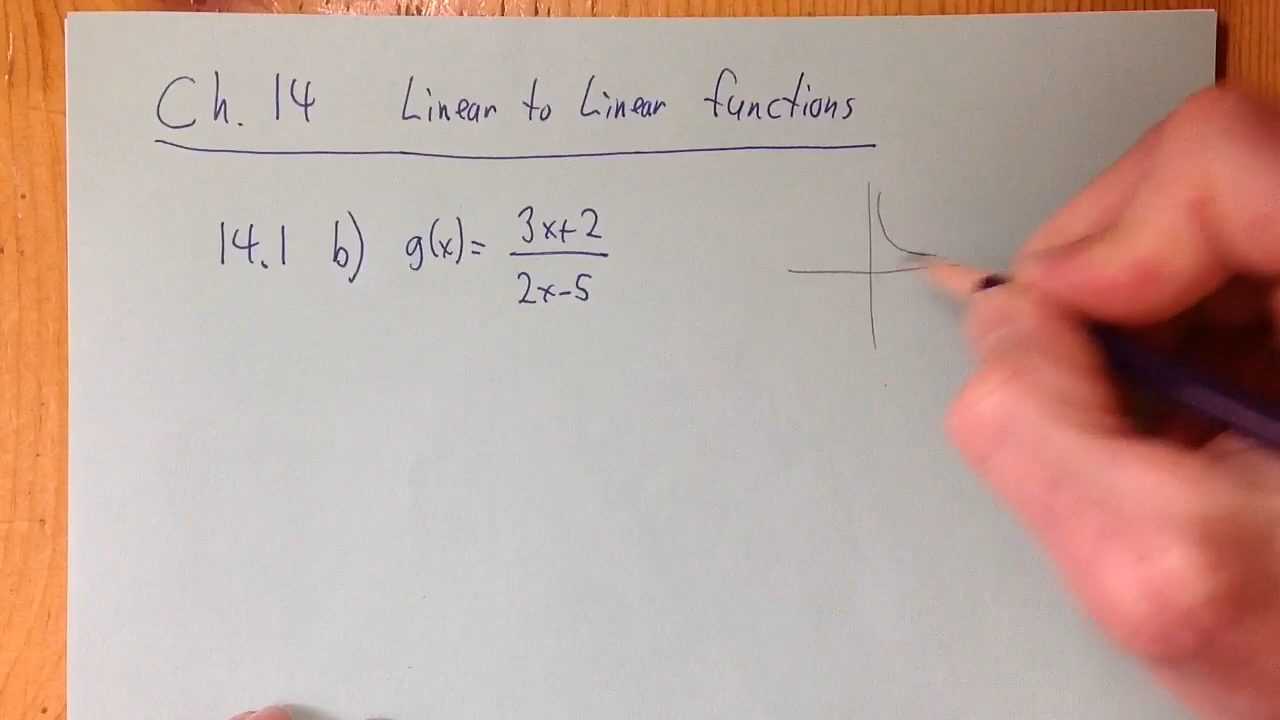 Ch. 14 Linear to Linear functions
14.1 b) g(x)= 3x+2
2x-5